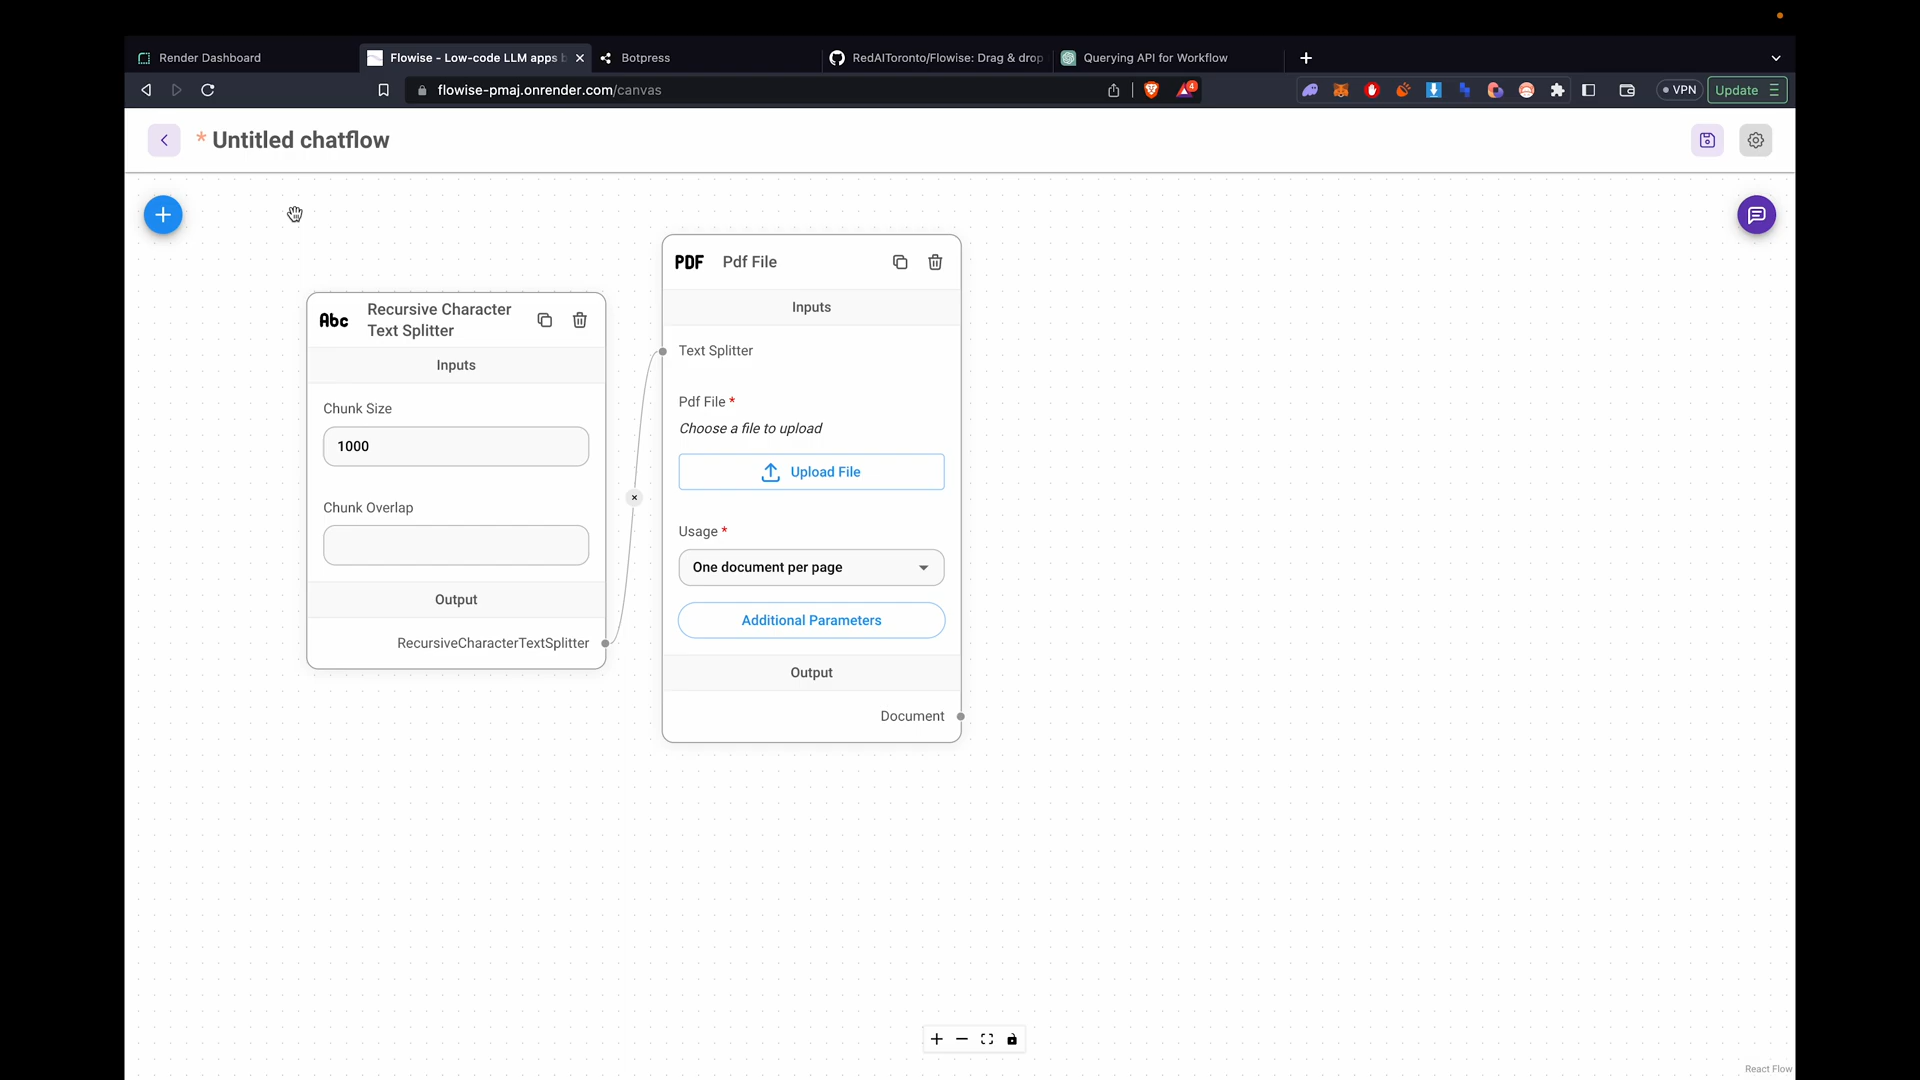 Render Dashboard
Flowise - Low-code LLM apps b
Botpress
RedAIToronto/Flowise: Drag & drop
Querying API for Workflow
flowise-pmaj.onrender.com/canvas
4
VPN
Update
* Untitled chatflow
PDF Pdf File
Inputs
Text Splitter
Pdf File *
Choose a file to upload
Upload File
Usage *
One document per page
Additional Parameters
Output
Document
Abc Recursive Character
Text Splitter
Inputs
Chunk Size
1000
Chunk Overlap
Output
RecursiveCharacterTextSplitter
React Flow